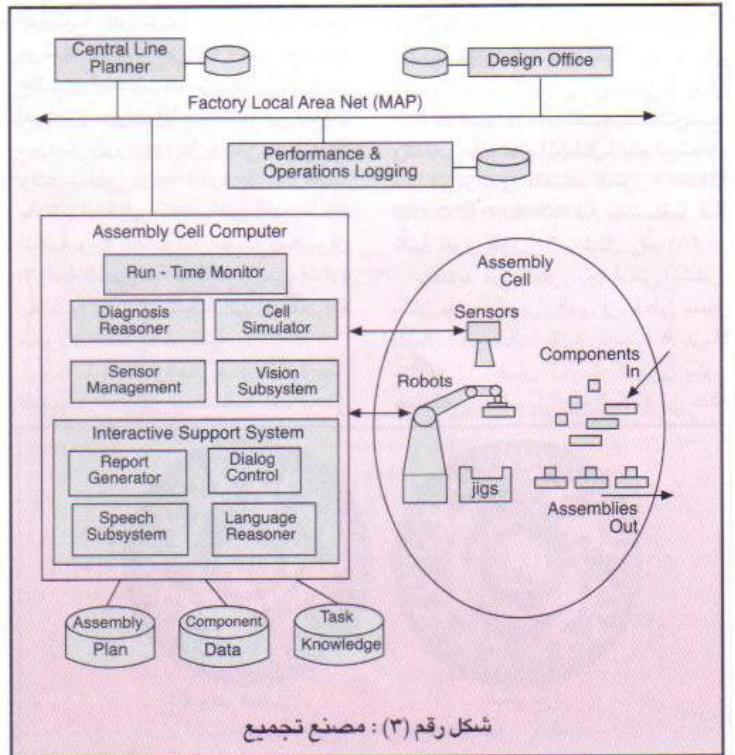 Central Line
Planner
Design Office
Factory Local Area Net (MAP)
Performance &
Operations Logging
Assembly Cell Computer
Run - Time Monitor
Diagnosis
Reasoner
Cell
Simulator
Sensor
Management
Vision
Subsystem
Interactive Support System
Report
Generator
Dialog
Control
Speech
Subsystem
Language
Reasoner
Assembly
Plan
Component
Data
Task
Knowledge
Assembly
Cell
Sensors
Robots
Components
In
jigs
Assemblies
Out
شكل رقم (٣) : مصنع تجميع